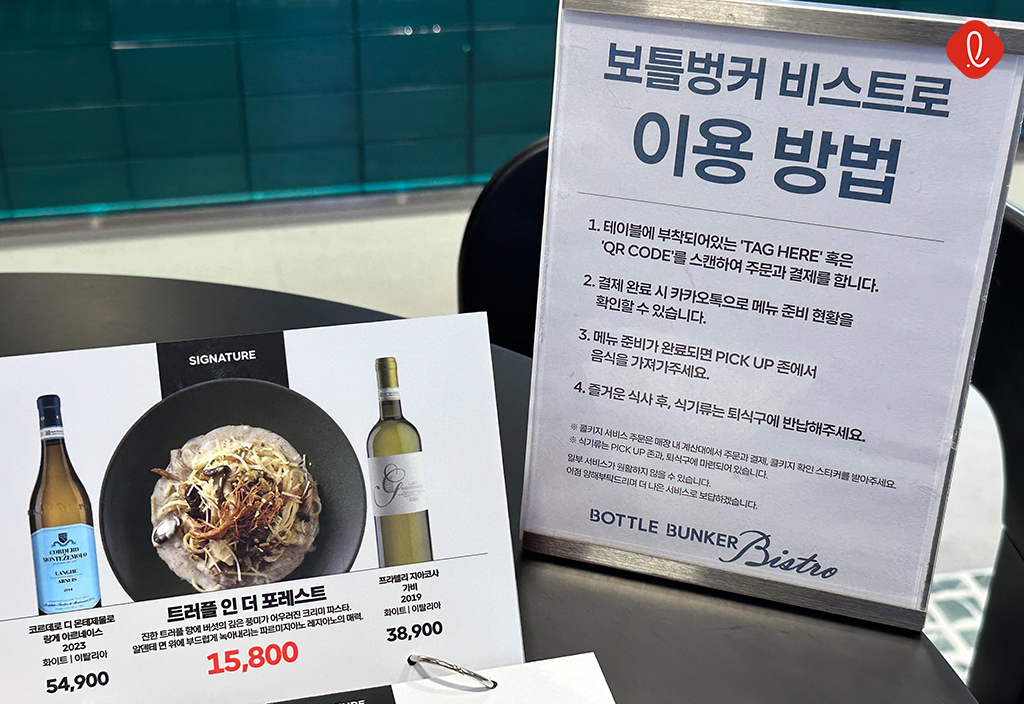 보틀벙커 비스트로
이용 방법
1. 테이블에 부착되어있는 'TAG HERE' 혹은
'QR CODE'를 스캔하여 주문과 결제를 합니다.
2. 결제 완료 시 카카오톡으로 메뉴 준비 현황을
확인할 수 있습니다.
3. 메뉴 준비가 완료되면 PICK UP 존에서
음식을 가져가주세요.
4. 즐거운 식사 후, 식기류는 퇴식구에 반납해주세요.
※ 콜키지 서비스 주문은 매장 내 계산대에서 주문과 결제, 콜키지 확인 스티커를 받아주세요.
※ 식기류는 PICK UP 존과, 퇴식구에 마련되어 있습니다.
일부 서비스가 원활하지 않을 수 있습니다.
이점 양해부탁드리며 더 나은 서비스로 보답하겠습니다.
BOTTLE BUNKER Bistro
SIGNATURE
CORDERO
DI
MONTEZEMOLO
LANGHE
ARNEIS
코르데로 디 몬테제몰로
랑게 아르네이스
2023
화이트 | 이탈리아
54,900
트러플 인 더 포레스트
진한 트러플 향에 버섯의 깊은 풍미가 어우러진 크리미 파스타.
알덴테 면 위에 부드럽게 녹아내리는 파르미지아노 레지아노의 매력.
15,800
프라텔리 지아코사
가비
2019
화이트 | 이탈리아
38,900